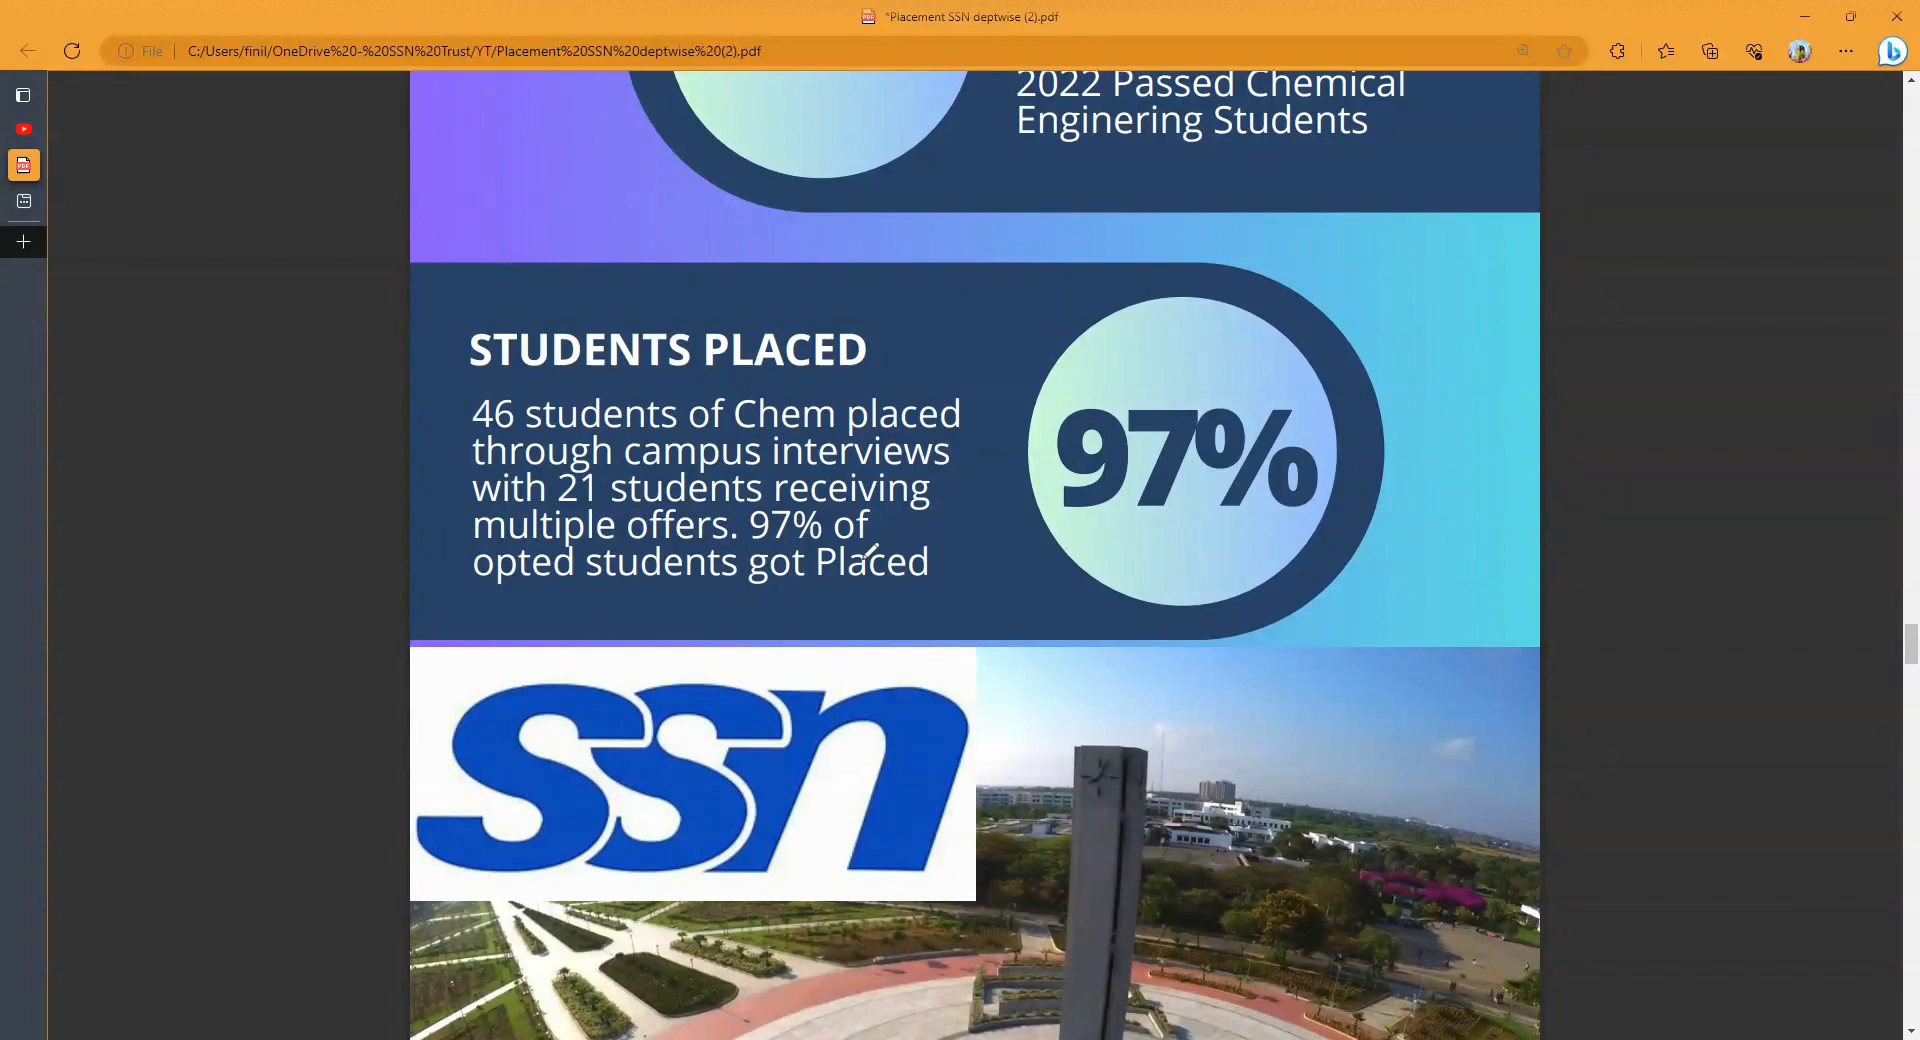 *Placement SSN deptwise (2).pdf
File
C:/Users/finil/OneDrive%20-%20SSN%20Trust/YT/Placement%20SSN%20deptwise%20(2).pdf
2022 Passed Chemical
Enginering Students
STUDENTS PLACED
46 students of Chem placed
through campus interviews
with 21 students receiving
multiple offers. 97% of
opted students got Placed
97%
ssn